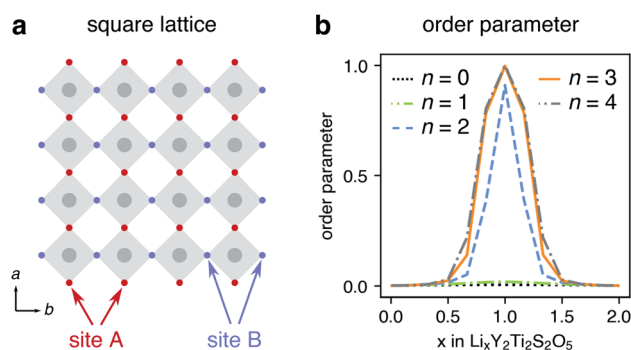 a square lattice
a
b
site A site B
b order parameter
order parameter
1.0
0.5
0.0
n = 0
n = 1
n = 2
n = 3
n = 4
0.0 0.5 1.0 1.5 2.0
x in LiₓY₂Ti₂S₂O₅